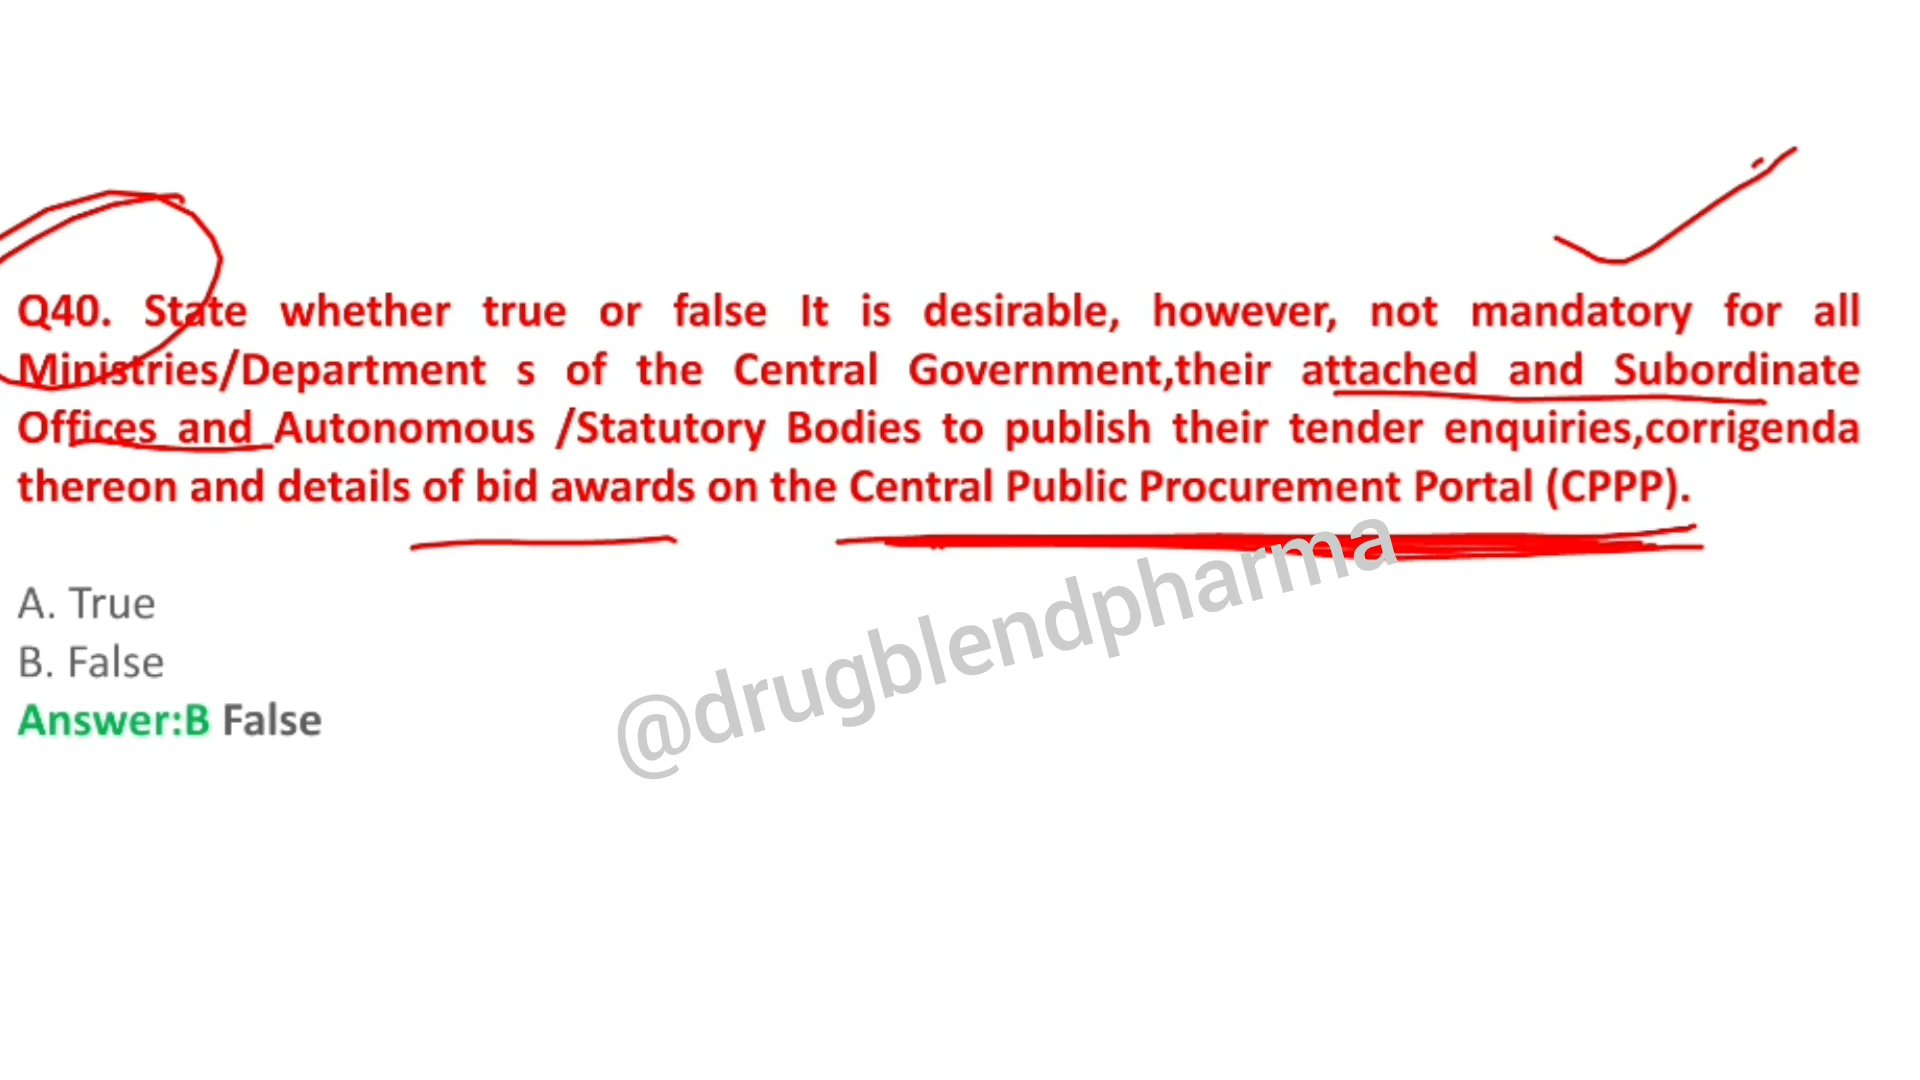 Q40. State whether true or false It is desirable, however, not mandatory for all
Ministries/Department s of the Central Government,their attached and Subordinate
Offices and Autonomous /Statutory Bodies to publish their tender enquiries,corrigenda
thereon and details of bid awards on the Central Public Procurement Portal (CPPP).
A. True
B. False
Answer:B False
@drugblendpharma